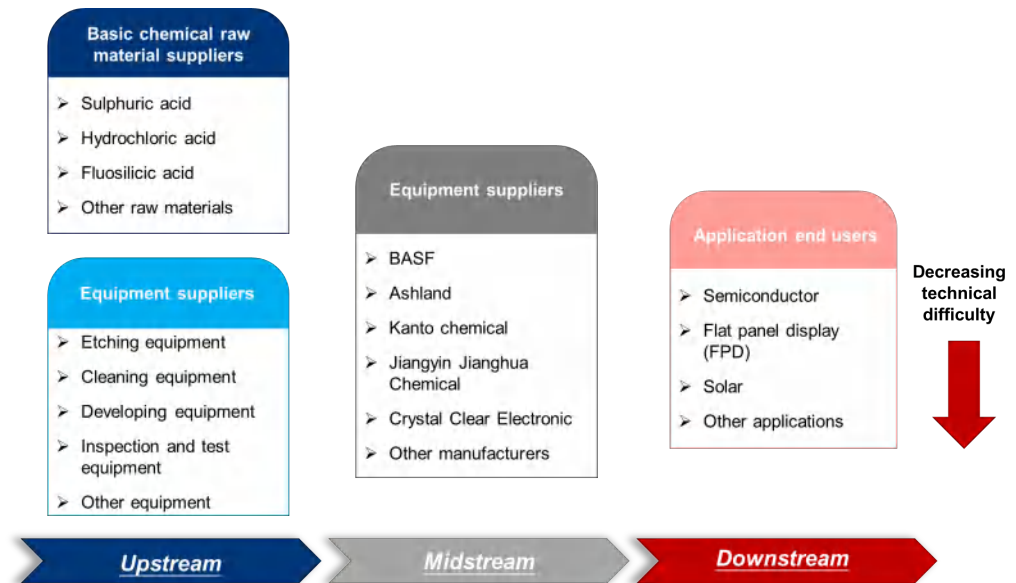 Basic chemical raw
material suppliers
Sulphuric acid
Hydrochloric acid
Fluosilicic acid
Other raw materials
Equipment suppliers
Etching equipment
Cleaning equipment
Developing equipment
Inspection and test
equipment
Other equipment
Equipment suppliers
BASF
Ashland
Kanto chemical
Jiangyin Jianghua
Chemical
Crystal Clear Electronic
Other manufacturers
Application end users
Semiconductor
Flat panel display
(FPD)
Solar
Other applications
Decreasing
technical
difficulty
Upstream
Midstream
Downstream